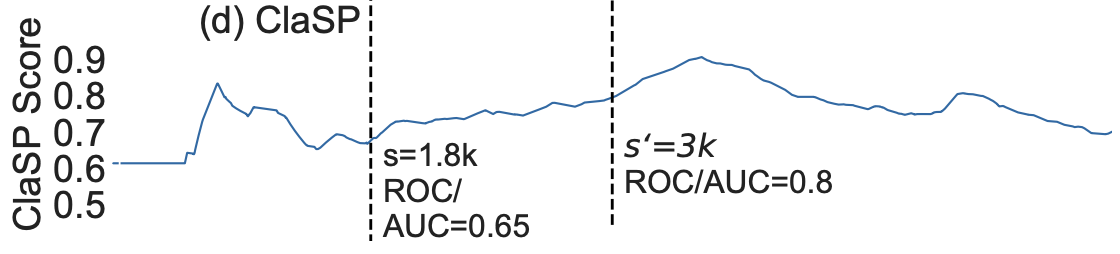 (d) ClaSP
ClaSP Score
0.9
0.8
0.7
0.6
0.5
s=1.8k
ROC/
AUC=0.65
s‘=3k
ROC/AUC=0.8